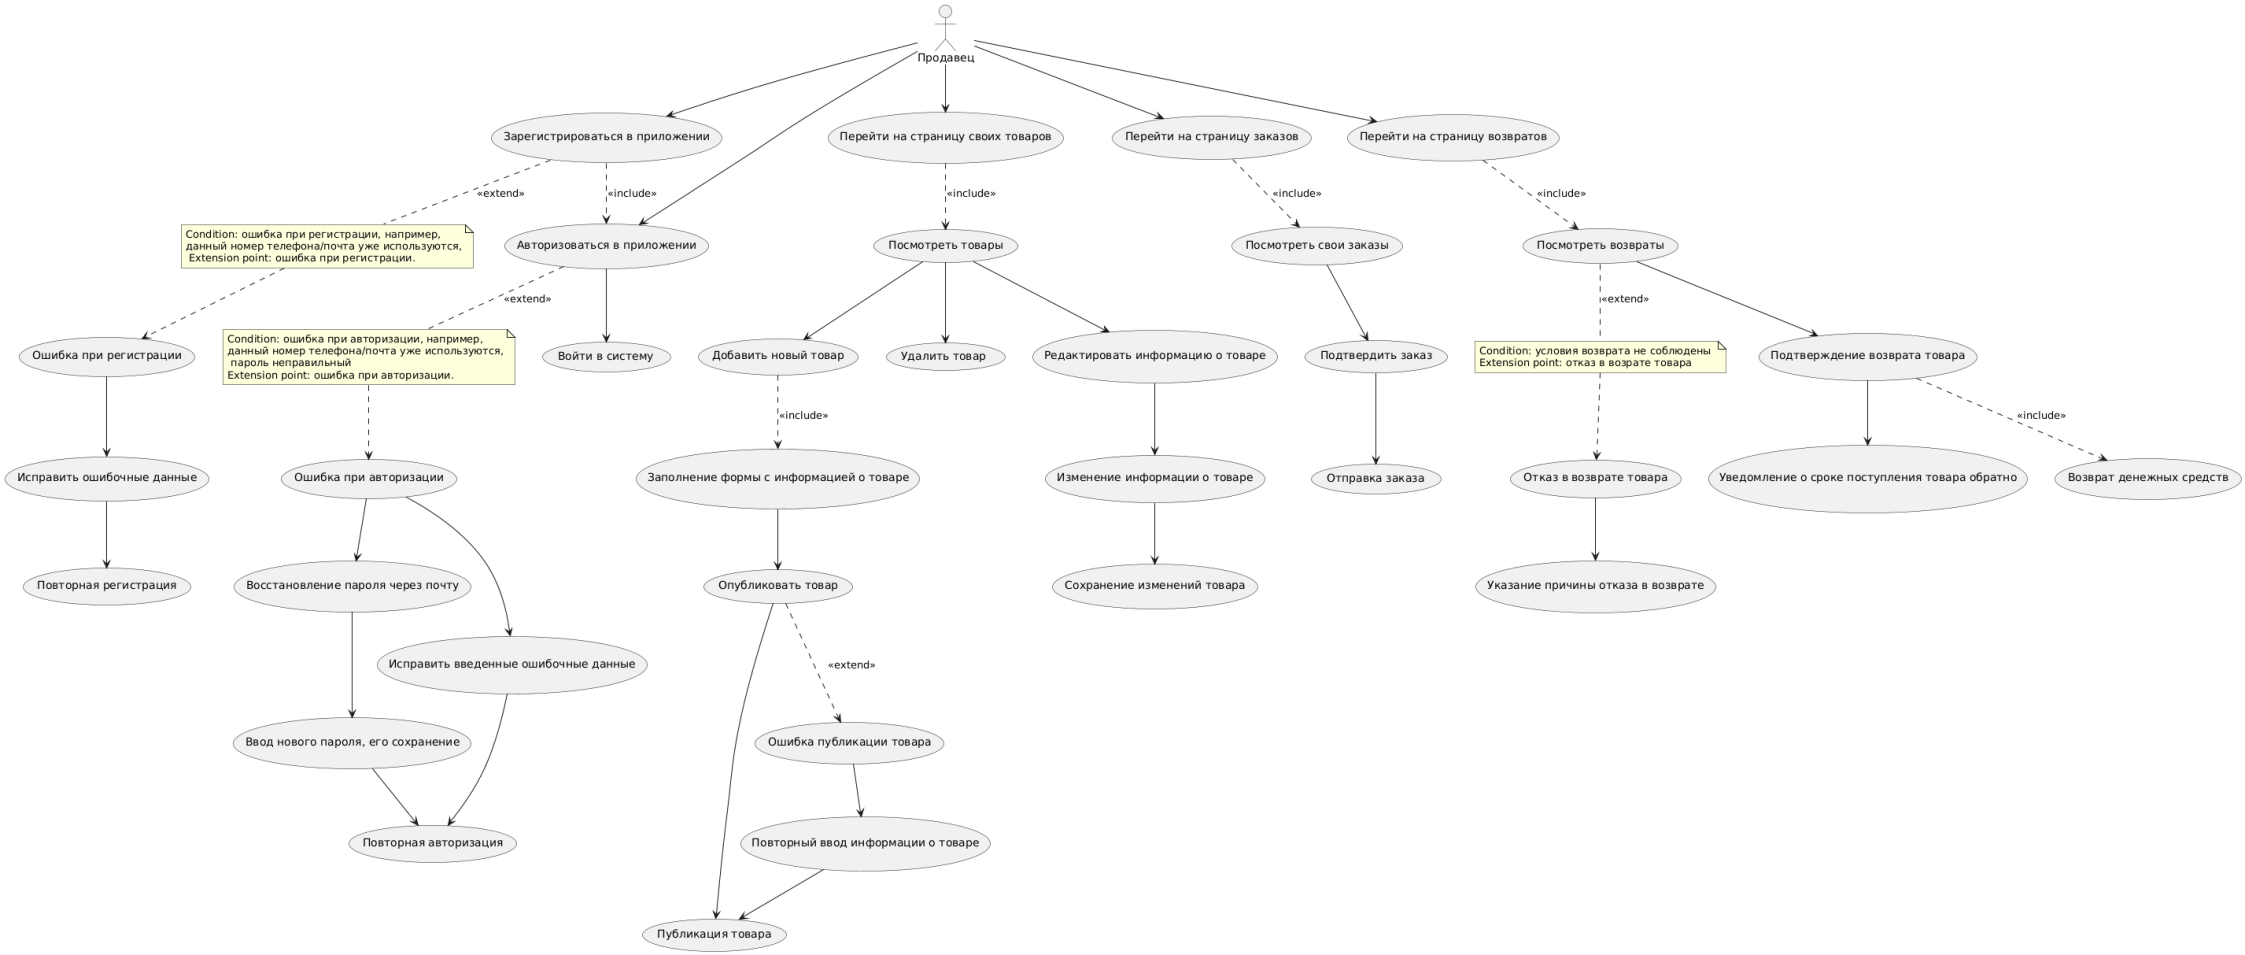 Продавец
Зарегистрироваться в приложении
Перейти на страницу своих товаров
Перейти на страницу заказов
Перейти на страницу возвратов
«extend»
«include»
«include»
«include»
«include»
Condition: ошибка при регистрации, например,
данный номер телефона/почта уже используются,
Extension point: ошибка при регистрации.
Авторизоваться в приложении
Посмотреть товары
Посмотреть свои заказы
Посмотреть возвраты
«extend»
«extend»
Ошибка при регистрации
Condition: ошибка при авторизации, например,
данный номер телефона/почта уже используются,
пароль неправильный
Extension point: ошибка при авторизации.
Войти в систему
Добавить новый товар
Удалить товар
Редактировать информацию о товаре
Подтвердить заказ
Condition: условия возврата не соблюдены
Extension point: отказ в возрате товара
Подтверждение возврата товара
«include»
«include»
Исправить ошибочные данные
Ошибка при авторизации
Заполнение формы с информацией о товаре
Изменение информации о товаре
Отправка заказа
Отказ в возврате товара
Уведомление о сроке поступления товара обратно
Возврат денежных средств
Повторная регистрация
Восстановление пароля через почту
Опубликовать товар
Сохранение изменений товара
Указание причины отказа в возврате
Исправить введенные ошибочные данные
«extend»
Ввод нового пароля, его сохранение
Ошибка публикации товара
Повторная авторизация
Повторный ввод информации о товаре
Публикация товара